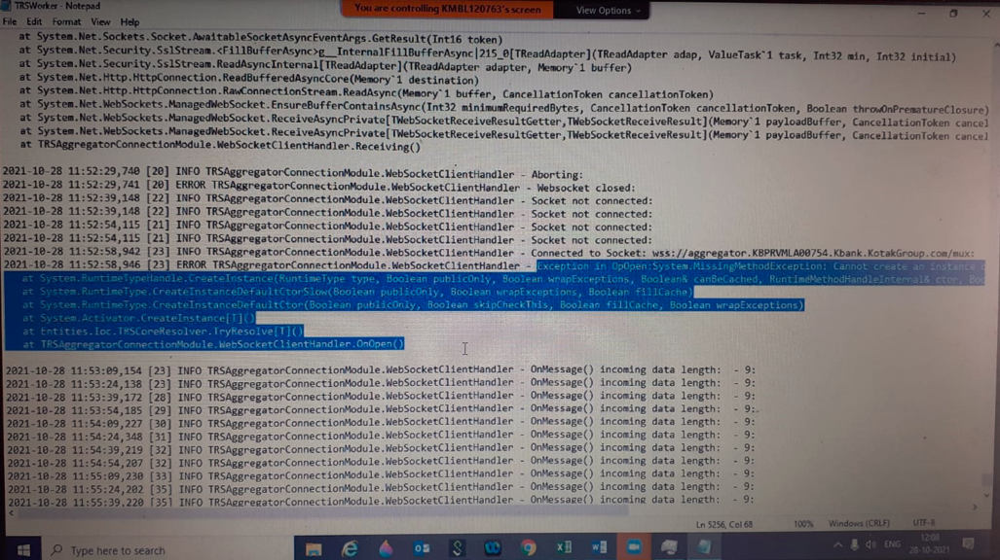 TRSWorker - Notepad
You are controlling KMBL120763's screen
View Options
File Edit Format View Help
at System.Net.Sockets.Socket.AwaitableSocketAsyncEventArgs.GetResult(Int16 token)
at System.Net.Security.SslStream.<FillBufferAsync>g__InternalFillBufferAsync|215_0[TReadAdapter](TReadAdapter adap, ValueTask`1 task, Int32 min, Int32 initial)
at System.Net.Security.SslStream.ReadAsyncInternal[TReadAdapter](TReadAdapter adapter, Memory`1 buffer)
at System.Net.Http.HttpConnection.ReadBufferedAsyncCore(Memory`1 destination)
at System.Net.Http.HttpConnection.RawConnectionStream.ReadAsync(Memory`1 buffer, CancellationToken cancellationToken)
at System.Net.WebSockets.ManagedWebSocket.EnsureBufferContainsAsync(Int32 minimumRequiredBytes, CancellationToken cancellationToken, Boolean throwOnPrematureClosure)
at System.Net.WebSockets.ManagedWebSocket.ReceiveAsyncPrivate[TWebSocketReceiveResultGetter,TWebSocketReceiveResult](Memory`1 payloadBuffer, CancellationToken cancel
at System.Net.WebSockets.ManagedWebSocket.ReceiveAsyncPrivate[TWebSocketReceiveResultGetter,TWebSocketReceiveResult](Memory`1 payloadBuffer, CancellationToken cancel
at TRSAggregatorConnectionModule.WebSocketClientHandler.Receiving()
2021-10-28 11:52:29,740 [20] INFO TRSAggregatorConnectionModule.WebSocketClientHandler - Aborting:
2021-10-28 11:52:29,741 [20] ERROR TRSAggregatorConnectionModule.WebSocketClientHandler - Websocket closed:
2021-10-28 11:52:39,148 [22] INFO TRSAggregatorConnectionModule.WebSocketClientHandler - Socket not connected:
2021-10-28 11:52:39,148 [22] INFO TRSAggregatorConnectionModule.WebSocketClientHandler - Socket not connected:
2021-10-28 11:52:54,115 [21] INFO TRSAggregatorConnectionModule.WebSocketClientHandler - Socket not connected:
2021-10-28 11:52:54,115 [21] INFO TRSAggregatorConnectionModule.WebSocketClientHandler - Socket not connected:
2021-10-28 11:52:58,942 [23] INFO TRSAggregatorConnectionModule.WebSocketClientHandler - Connected to Socket: wss://aggregator.KBPRVMLA00754.Kbank.KotakGroup.com/mux:
2021-10-28 11:52:58,946 [23] ERROR TRSAggregatorConnectionModule.WebSocketClientHandler - Exception in OpOpen:System.MissingMethodException: Cannot create an instance o
at System.RuntimeTypeHandle.CreateInstance(RuntimeType type, Boolean publicOnly, Boolean wrapExceptions, Boolean& canBeCached, RuntimeMethodHandleInternal& ctor, Boo
at System.RuntimeType.CreateInstanceDefaultCtorSlow(Boolean publicOnly, Boolean wrapExceptions, Boolean fillCache)
at System.RuntimeType.CreateInstanceDefaultCtor(Boolean publicOnly, Boolean skipCheckThis, Boolean fillCache, Boolean wrapExceptions)
at System.Activator.CreateInstance[T]()
at Entities.Ioc.TRSCoreResolver.TryResolve[T]()
at TRSAggregatorConnectionModule.WebSocketClientHandler.OnOpen()
2021-10-28 11:53:09,154 [23] INFO TRSAggregatorConnectionModule.WebSocketClientHandler - OnMessage() incoming data length: - 9:
2021-10-28 11:53:24,138 [23] INFO TRSAggregatorConnectionModule.WebSocketClientHandler - OnMessage() incoming data length: - 9:
2021-10-28 11:53:39,172 [28] INFO TRSAggregatorConnectionModule.WebSocketClientHandler - OnMessage() incoming data length: - 9:
2021-10-28 11:53:54,185 [29] INFO TRSAggregatorConnectionModule.WebSocketClientHandler - OnMessage() incoming data length: - 9:
2021-10-28 11:54:09,227 [30] INFO TRSAggregatorConnectionModule.WebSocketClientHandler - OnMessage() incoming data length: - 9:
2021-10-28 11:54:24,348 [31] INFO TRSAggregatorConnectionModule.WebSocketClientHandler - OnMessage() incoming data length: - 9:
2021-10-28 11:54:39,219 [32] INFO TRSAggregatorConnectionModule.WebSocketClientHandler - OnMessage() incoming data length: - 9:
2021-10-28 11:54:54,207 [32] INFO TRSAggregatorConnectionModule.WebSocketClientHandler - OnMessage() incoming data length: - 9:
2021-10-28 11:55:09,230 [33] INFO TRSAggregatorConnectionModule.WebSocketClientHandler - OnMessage() incoming data length: - 9:
2021-10-28 11:55:24,202 [35] INFO TRSAggregatorConnectionModule.WebSocketClientHandler - OnMessage() incoming data length: - 9:
2021-10-28 11:55:39,220 [35] INFO TRSAggregatorConnectionModule.WebSocketClientHandler - OnMessage() incoming data length: - 9:
Ln 5256, Col 68 100% Windows (CRLF) UTF-8
Type here to search
ENG
12:08
28-10-2021